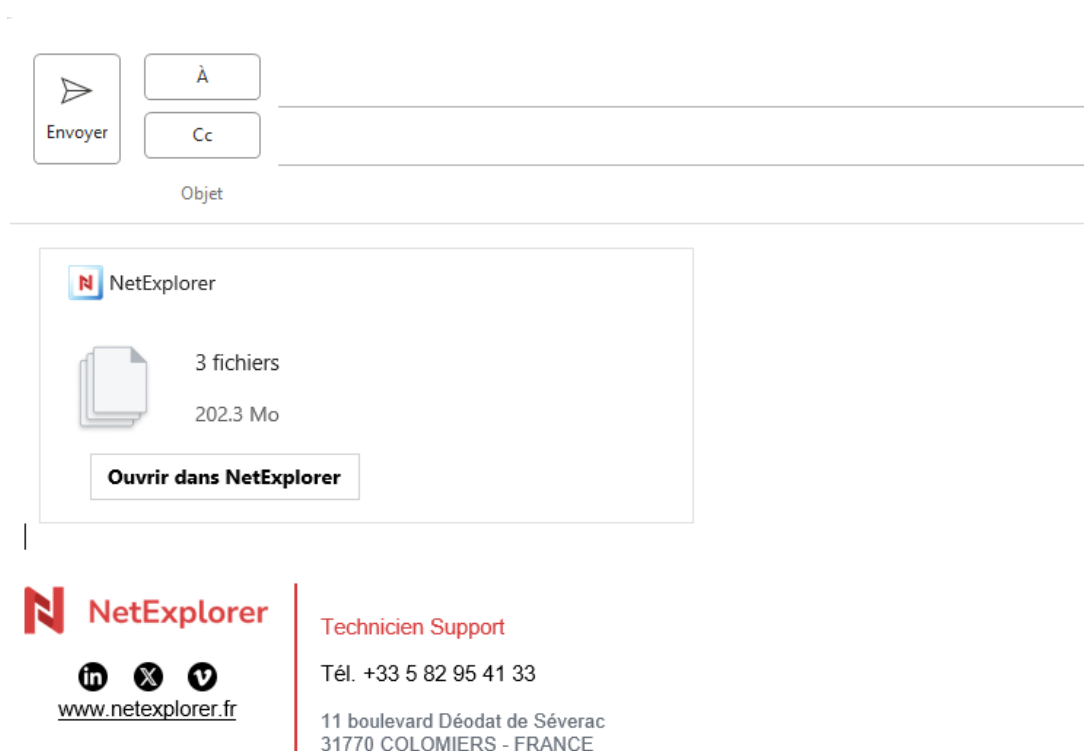 À
Envoyer
Cc
Objet
NetExplorer
3 fichiers
202.3 Mo
Ouvrir dans NetExplorer
NetExplorer
www.netexplorer.fr
Technicien Support
Tél. +33 5 82 95 41 33
11 boulevard Déodat de Séverac
31770 COLOMIERS - FRANCE